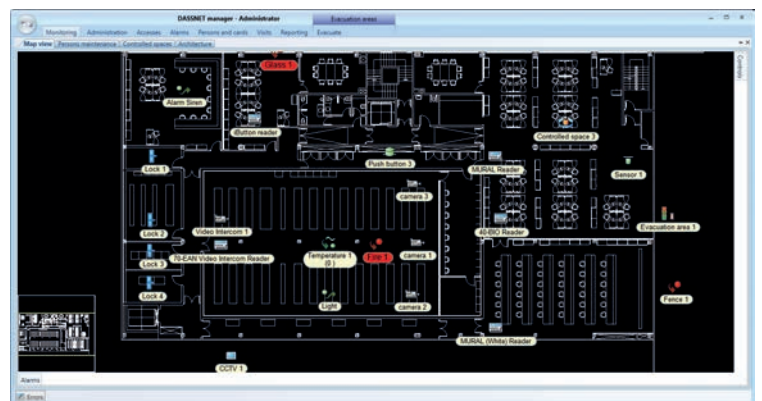 DASSNET manager - Administrator
Evacuation areas
Monitoring Administration Accesses Alarms Persons and cards Visits Reporting Evacuate
Map view Persons maintenance Controlled spaces Architecture
Controls
Glass 1
Alarm Siren
iButton reader
Controlled space 3
Push button 3
Lock 1
MURAL Reader
Sensor 1
camera 3
Lock 2
Video Intercom 1
40-BIO Reader
Evacuation area 1
Lock 3
70-EAN Video Intercom Reader
Temperature 1
(0 )
Fire 1
camera 1
Lock 4
Light
camera 2
Fence 1
MURAL (White) Reader
CCTV 1
Alarms
Errors